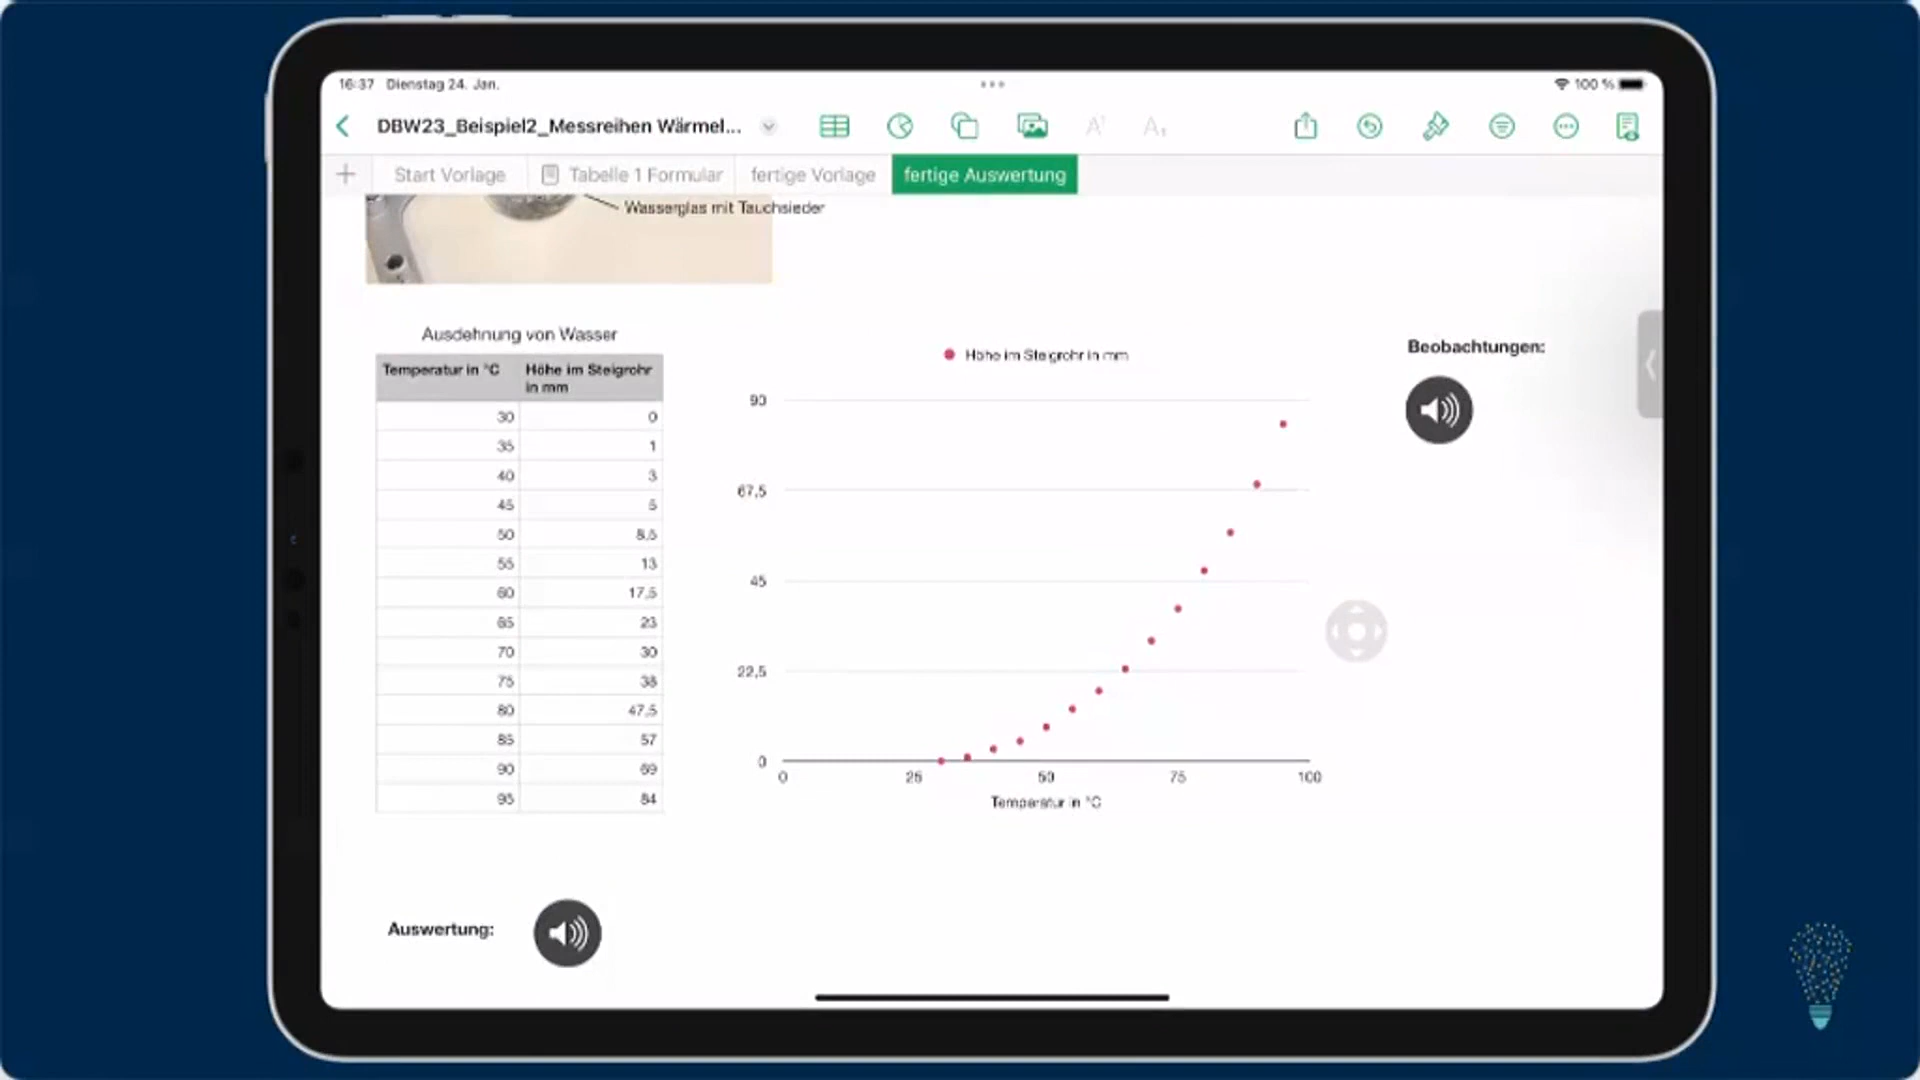 16:37 Dienstag 24. Jan.
100 %
DBW23_Beispiel2_Messreihen Wärmel...
Start Vorlage
Tabelle 1 Formular
fertige Vorlage
fertige Auswertung
Wasserglas mit Tauchsieder
Ausdehnung von Wasser
Temperatur in °C Höhe im Steigrohr in mm
30 0
35 1
40 3
45 5
50 8,5
55 13
60 17,5
65 23
70 30
75 38
80 47,5
85 57
90 69
95 84
Höhe im Steigrohr in mm
90
67,5
45
22,5
0
0 25 50 75 100
Temperatur in °C
Beobachtungen:
Auswertung: